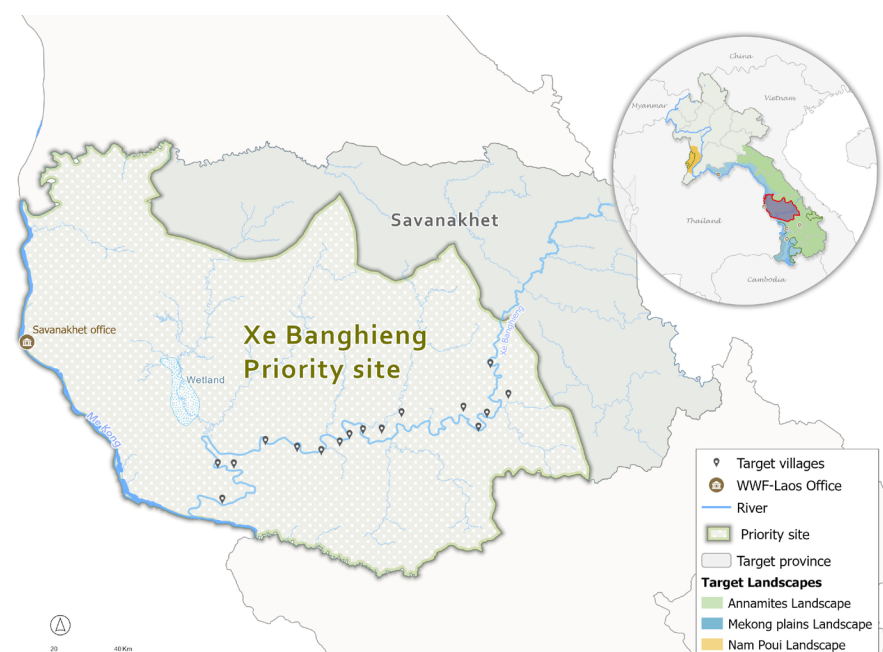 China
Myanmar
Vietnam
Thailand
Cambodia
Savanakhet
Xe Banghieng
Priority site
Xe Banghieng
Savanakhet office
Wetland
Me Kong
Target villages
WWF-Laos Office
River
Priority site
Target province
Target Landscapes
Annamites Landscape
Mekong plains Landscape
Nam Poui Landscape
20 40 Km